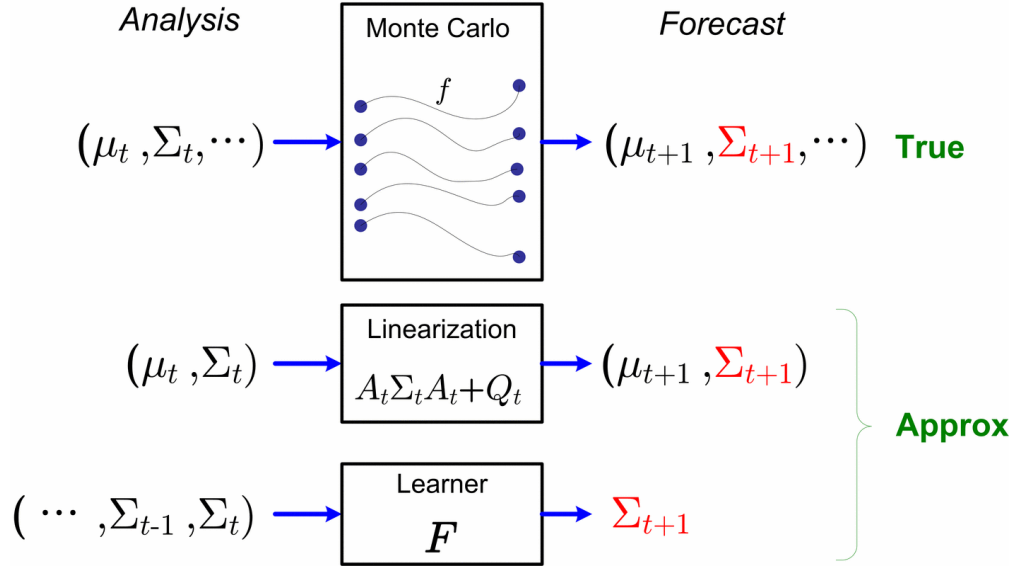 Analysis
Monte Carlo
Forecast
f
(μt ,Σt,⋯)
(μt+1 ,Σt+1,⋯)
True
Linearization
(μt ,Σt)
AtΣtAt+Qt
(μt+1 ,Σt+1)
Approx
Learner
( ⋯ ,Σt-1 ,Σt)
F
Σt+1